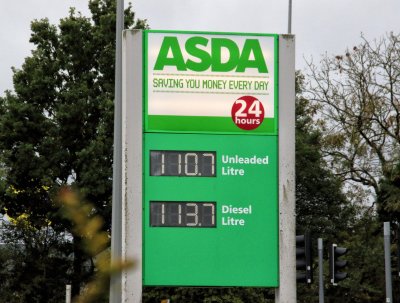 ASDA
SAVING YOU MONEY EVERY DAY
24
hours
110.7 Unleaded
Litre
113.7 Diesel
Litre